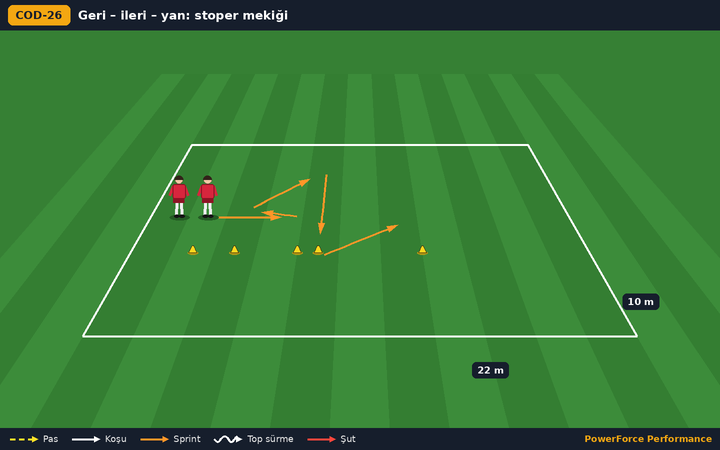 COD-26 Geri – ileri – yan: stoper mekiği
10 m
22 m
Pas Koşu Sprint Top sürme Şut PowerForce Performance